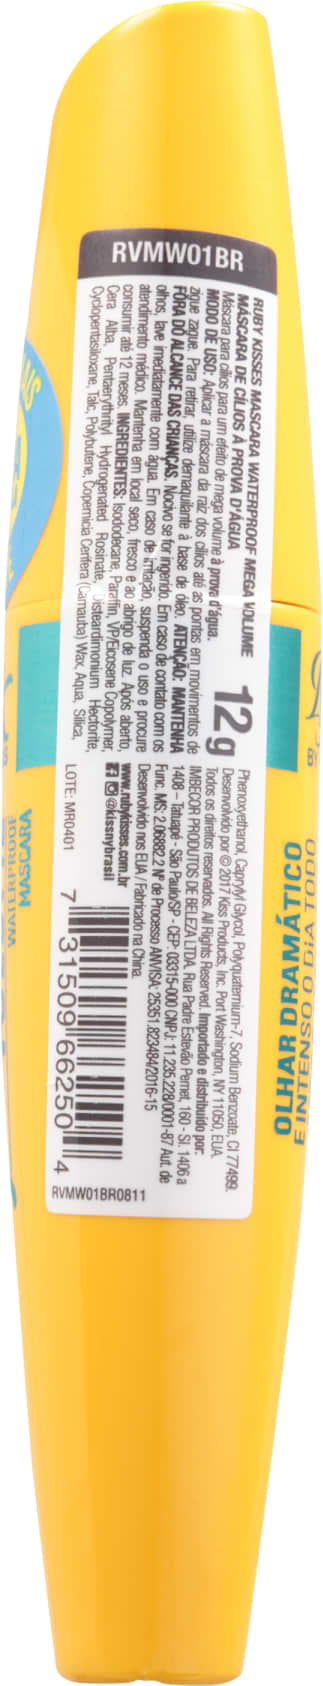 RVMW01BR
RUBY KISSES MASCARA WATERPROOF MEGA VOLUME
MÁSCARA DE CÍLIOS À PROVA D'ÁGUA
Máscara para cílios para um efeito de mega volume à prova d'água.
MODO DE USO: Aplicar a máscara da raiz dos cílios até as pontas em movimentos de
zigue zague. Para retirar, utilize demaquilante à base de óleo. ATENÇÃO: MANTENHA
FORA DO ALCANCE DAS CRIANÇAS. Nocivo se for ingerido. Em caso de contato com os
olhos, lave imediatamente com água. Em caso de irritação, suspenda o uso e procure
atendimento médico. Mantenha em local seco, fresco e ao abrigo de luz. Após aberto,
consumir até 12 meses. INGREDIENTES: Isododecane, Paraffin, VP/Eicosene Copolymer,
Cera Alba, Pentaerythrityl Hydrogenated Rosinate, Disteardimonium Hectorite,
Cyclopentasiloxane, Talc, Polybutene, Copernicia Cerifera (Carnauba) Wax, Aqua, Silica,
12g
Phenoxyethanol, Caprylyl Glycol, Polyquaternium-7, Sodium Benzoate, CI 77499.
Desenvolvido por © 2017 Kiss Products, Inc. Port Washington, NY 11050, EUA.
Todos os direitos reservados. All Rights Reserved. Importado e distribuído por:
IMBECOR PRODUTOS DE BELEZA LTDA. Rua Padre Estevão Pernet, 160 - Sl. 1406 a
1408 – Tatuapé - São Paulo/SP - CEP: 03315-000 CNPJ: 11.235.228/0001-87 Aut. de
Func. MS: 2.06882.2 Nº de Processo ANVISA: 25351.823484/2016-15
Desenvolvido nos EUA / Fabricado na China.
www.rubykisses.com.br
@kissnybrasil
LOTE: MR0401
7 31509 66250 4
RVMW01BR0811
OLHAR DRAMÁTICO
E INTENSO O DIA TODO
WATERPROOF
MASCARA